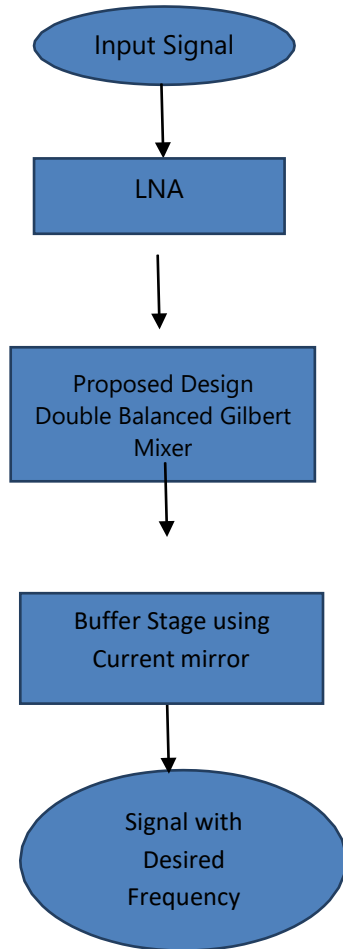 Input Signal
LNA
Proposed Design
Double Balanced Gilbert
Mixer
Buffer Stage using
Current mirror
Signal with
Desired
Frequency